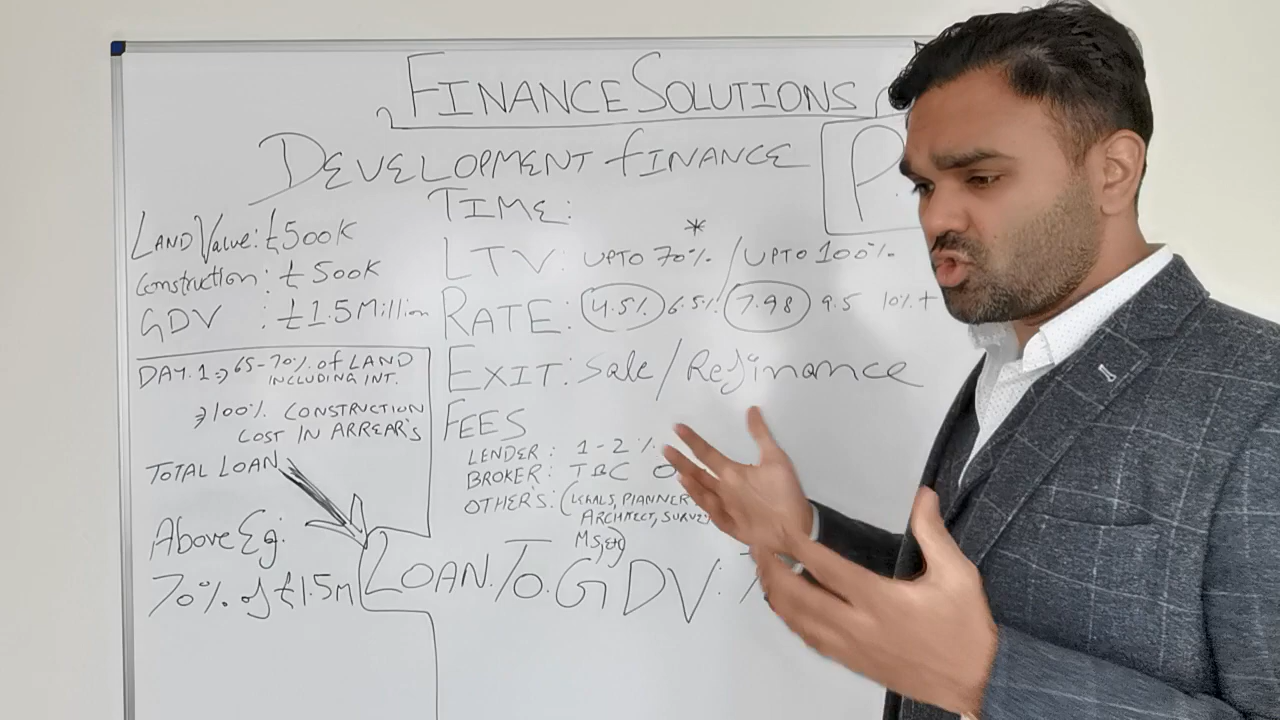 FINANCE SOLUTIONS
DEVELOPMENT FINANCE
P.
TIME:
LAND Value: £500K
Construction: £500K
GDV : £1.5Million
LTV: UPTO 70%* / UPTO 100%
RATE: 4.5% 6.5% / 7.98 9.5 10%+
EXIT: Sale/Refinance
DAY.1 → 65-70% of LAND
INCLUDING INT.
→100% CONSTRUCTION
COST IN ARREAR'S
TOTAL LOAN
FEES
LENDER: 1-2%
BROKER: TBC
OTHER'S: (LEGALS, PLANNER
ARCHITECT, SURVEY
MS, etc)
Above Eg:
70% of £1.5m
LOAN.TO.GDV: